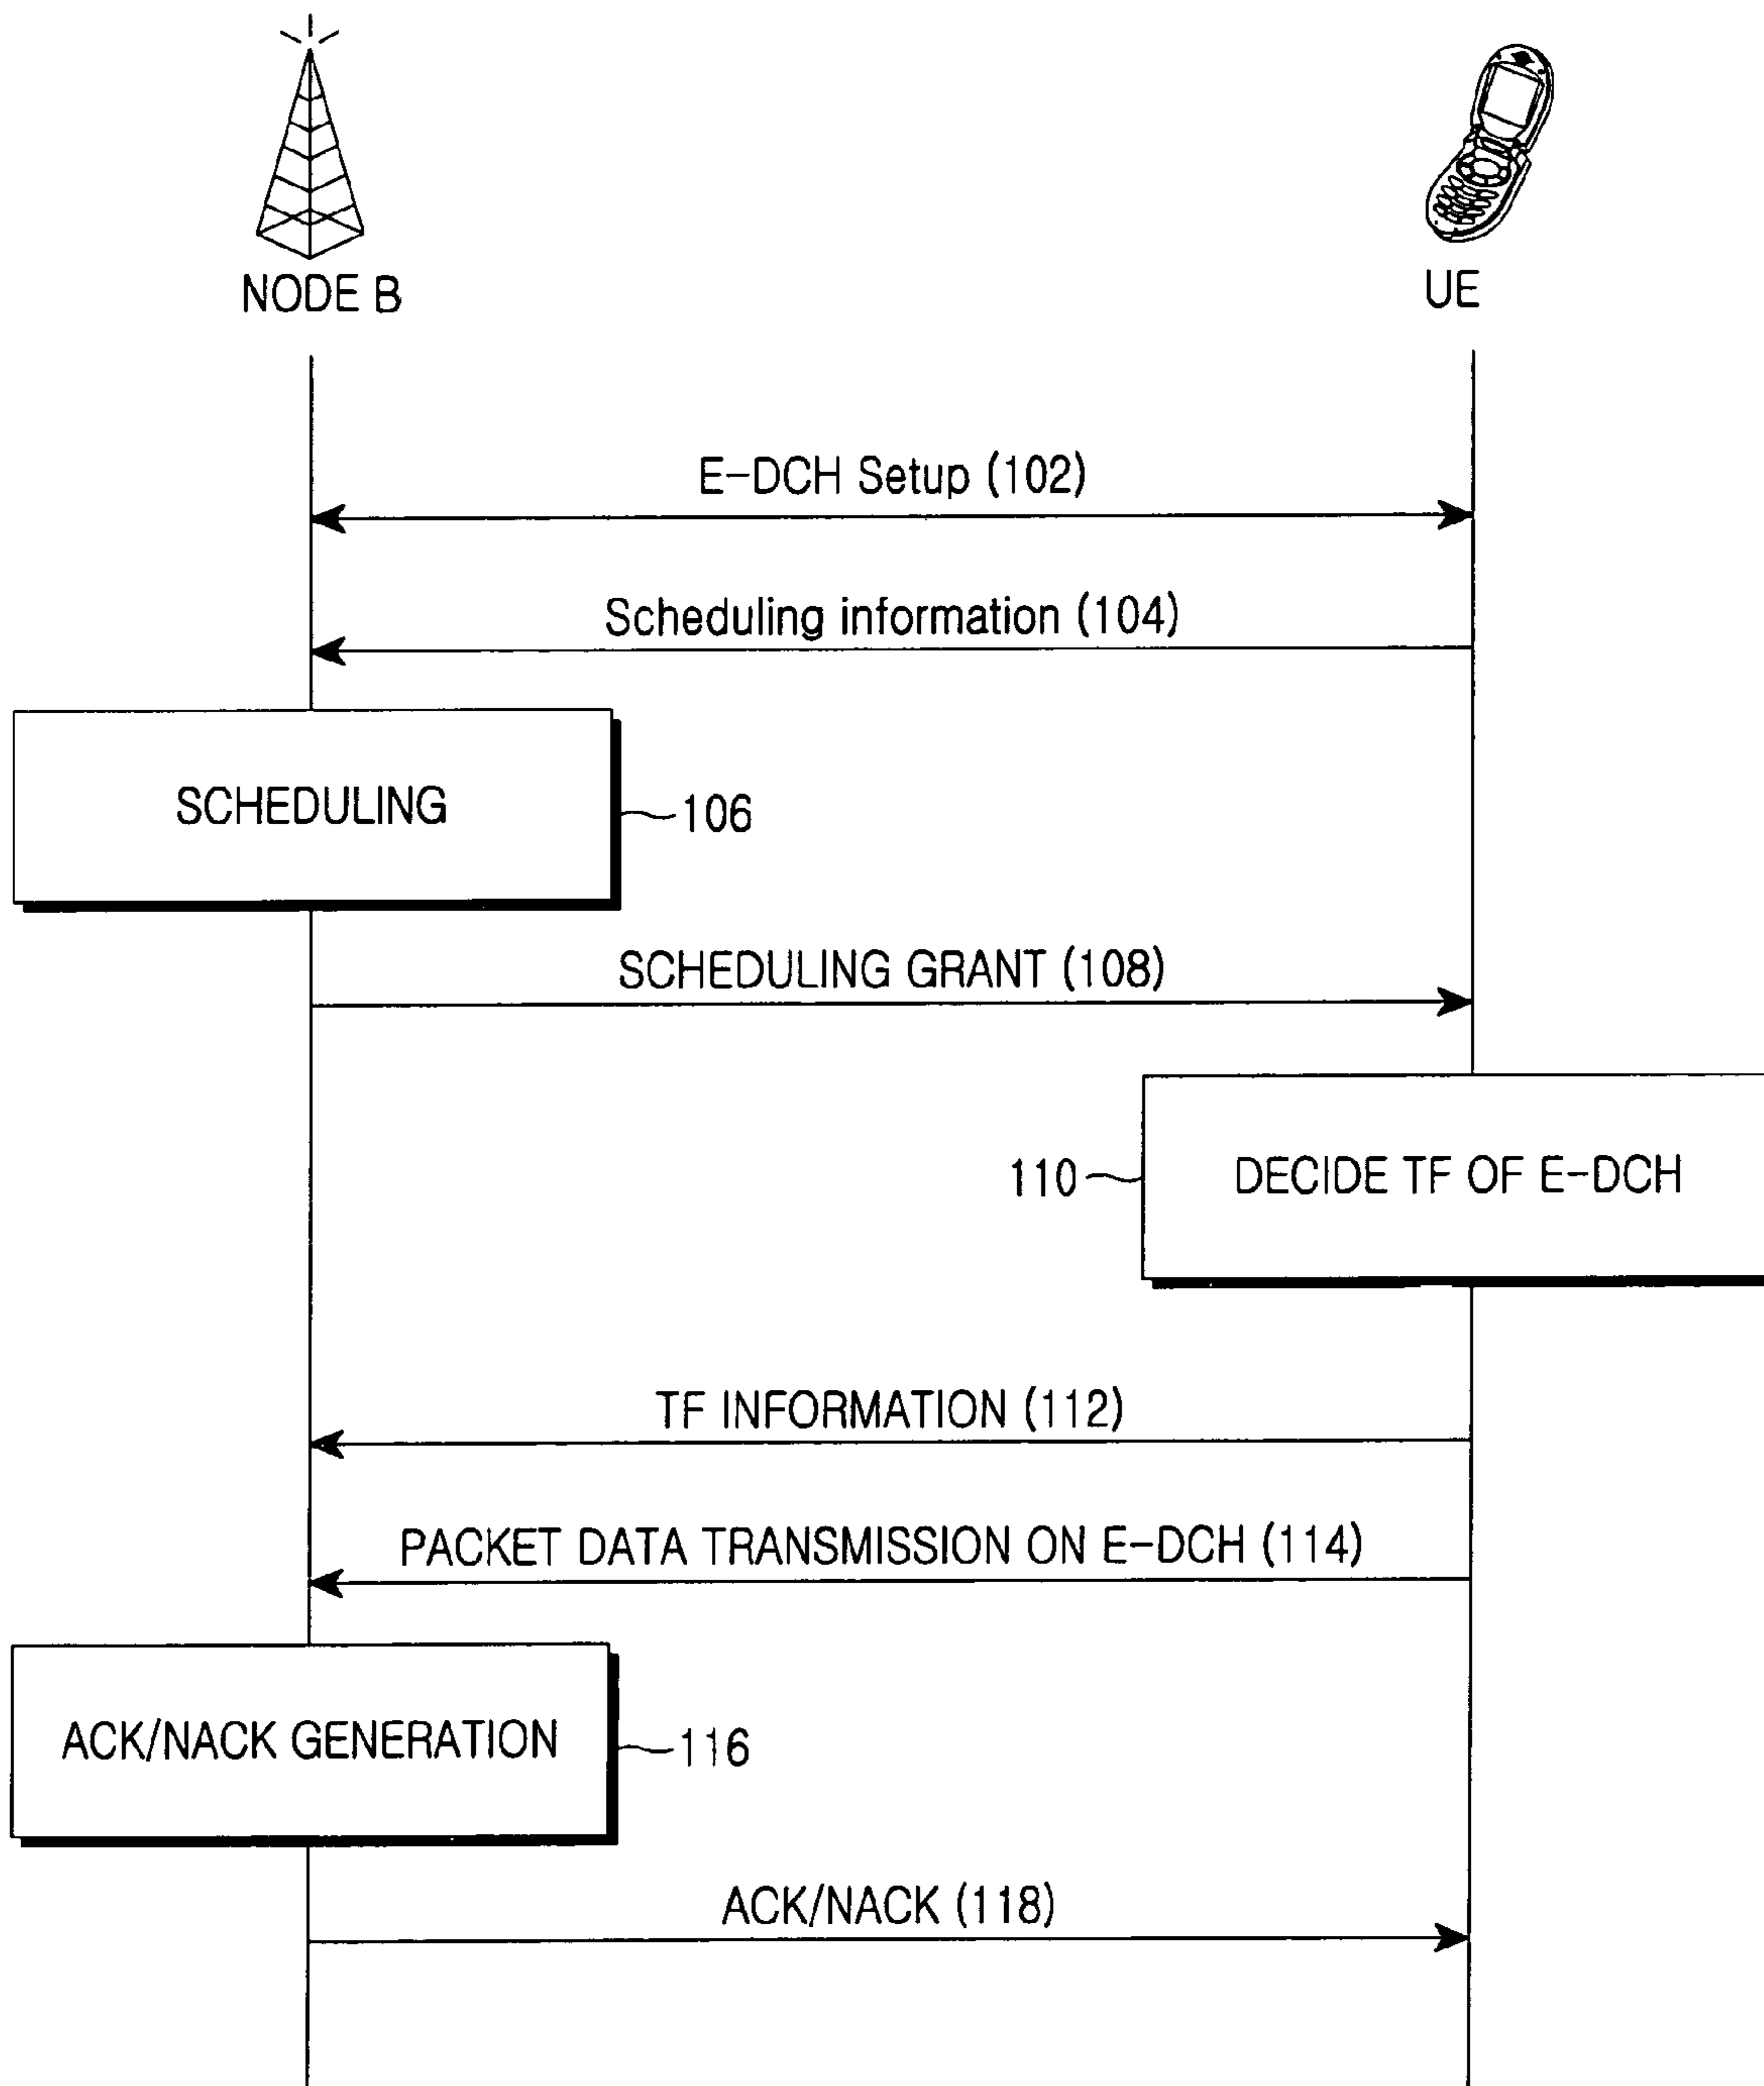 NODE B
UE
E-DCH Setup (102)
Scheduling information (104)
SCHEDULING
106
SCHEDULING GRANT (108)
110
DECIDE TF OF E-DCH
TF INFORMATION (112)
PACKET DATA TRANSMISSION ON E-DCH (114)
ACK/NACK GENERATION
116
ACK/NACK (118)